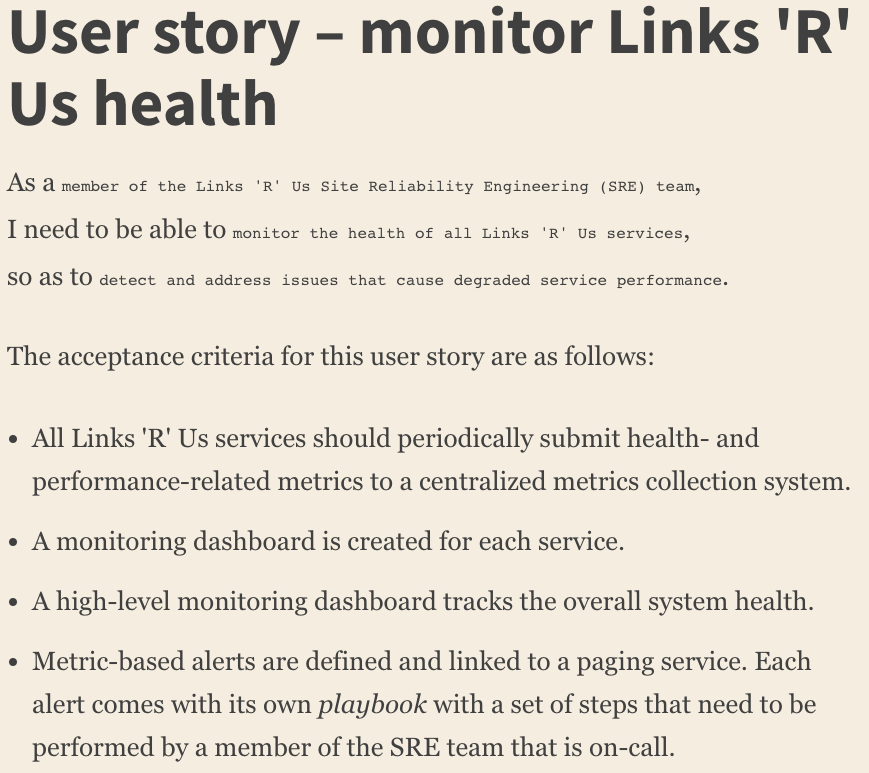 User story – monitor Links 'R'
Us health
As a member of the Links 'R' Us Site Reliability Engineering (SRE) team,
I need to be able to monitor the health of all Links 'R' Us services,
so as to detect and address issues that cause degraded service performance.
The acceptance criteria for this user story are as follows:
• All Links 'R' Us services should periodically submit health- and
performance-related metrics to a centralized metrics collection system.
• A monitoring dashboard is created for each service.
• A high-level monitoring dashboard tracks the overall system health.
• Metric-based alerts are defined and linked to a paging service. Each
alert comes with its own playbook with a set of steps that need to be
performed by a member of the SRE team that is on-call.